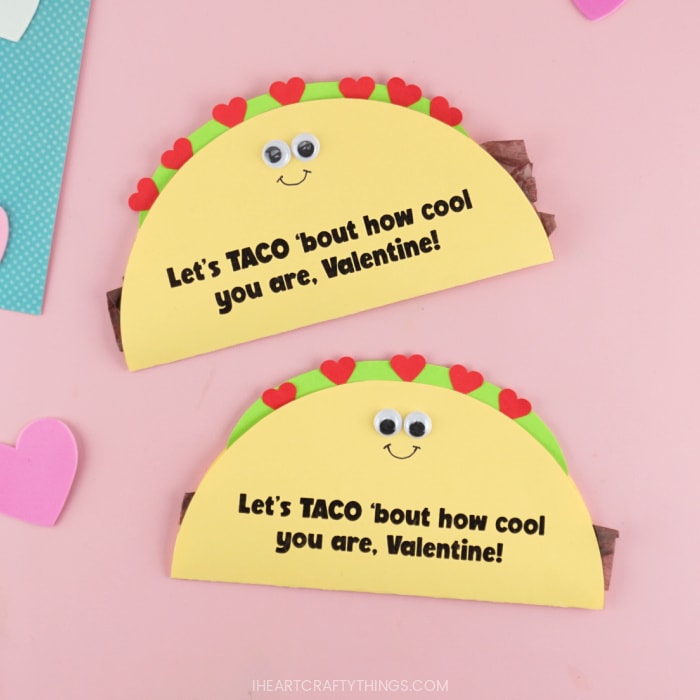 Let's TACO ‘bout how cool
you are, Valentine!
Let's TACO ‘bout how cool
you are, Valentine!
IHEARTCRAFTYTHINGS.COM